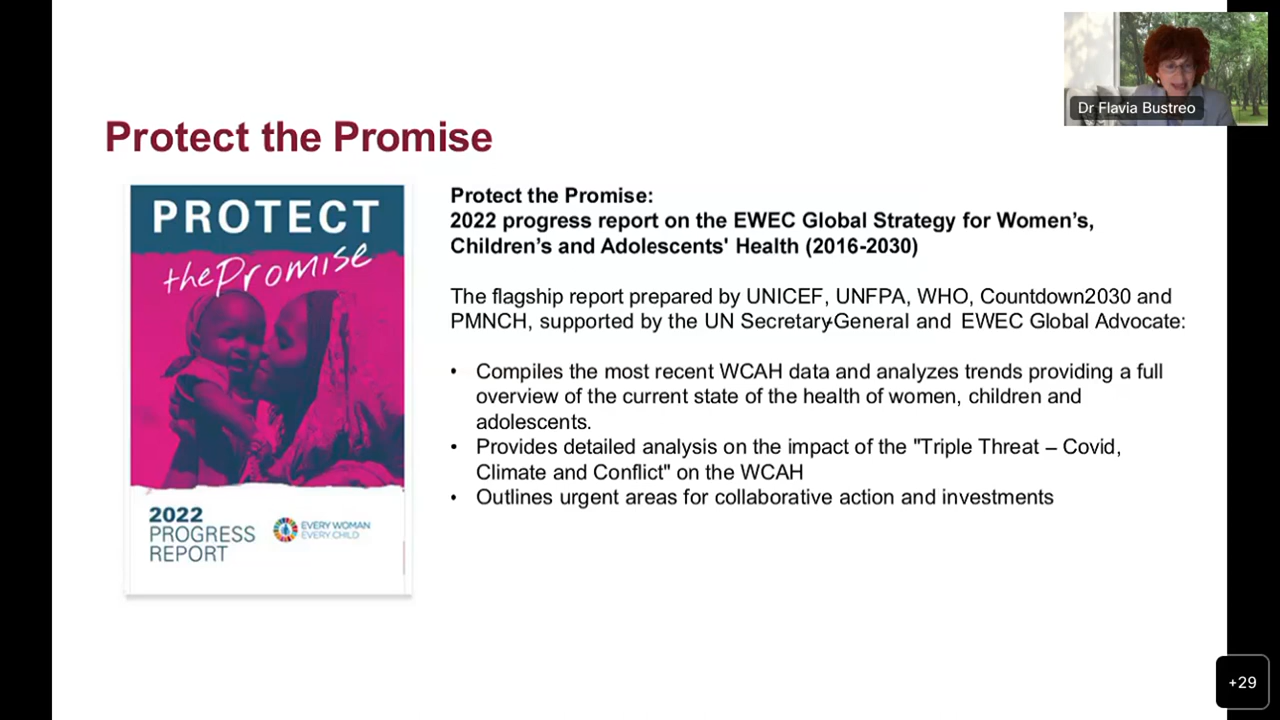 Dr Flavia Bustreo
Protect the Promise
PROTECT
the Promise
2022
PROGRESS
REPORT
EVERY WOMAN
EVERY CHILD
Protect the Promise:
2022 progress report on the EWEC Global Strategy for Women’s,
Children’s and Adolescents' Health (2016-2030)
The flagship report prepared by UNICEF, UNFPA, WHO, Countdown2030 and
PMNCH, supported by the UN Secretary-General and EWEC Global Advocate:
• Compiles the most recent WCAH data and analyzes trends providing a full
overview of the current state of the health of women, children and
adolescents.
• Provides detailed analysis on the impact of the "Triple Threat – Covid,
Climate and Conflict" on the WCAH
• Outlines urgent areas for collaborative action and investments
+29